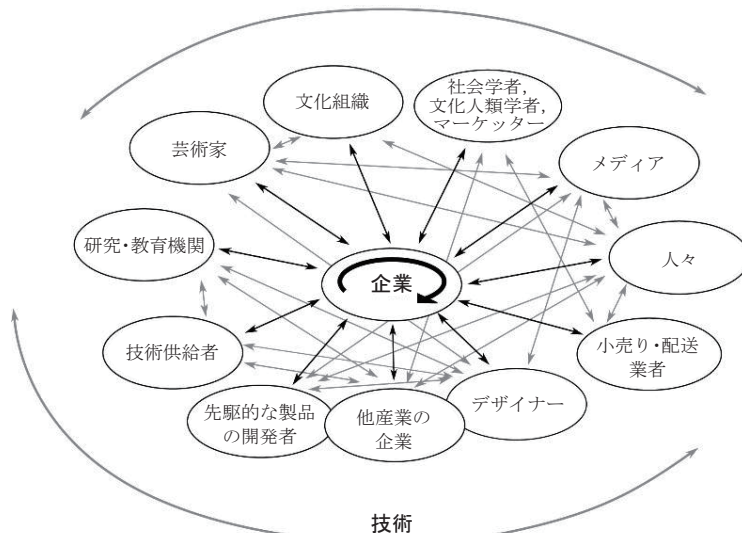 文化組織
社会学者，
文化人類学者，
マーケッター
芸術家
メディア
研究・教育機関
企業
人々
技術供給者
小売り・配送
業者
先駆的な製品
の開発者
他産業の
企業
デザイナー
技術